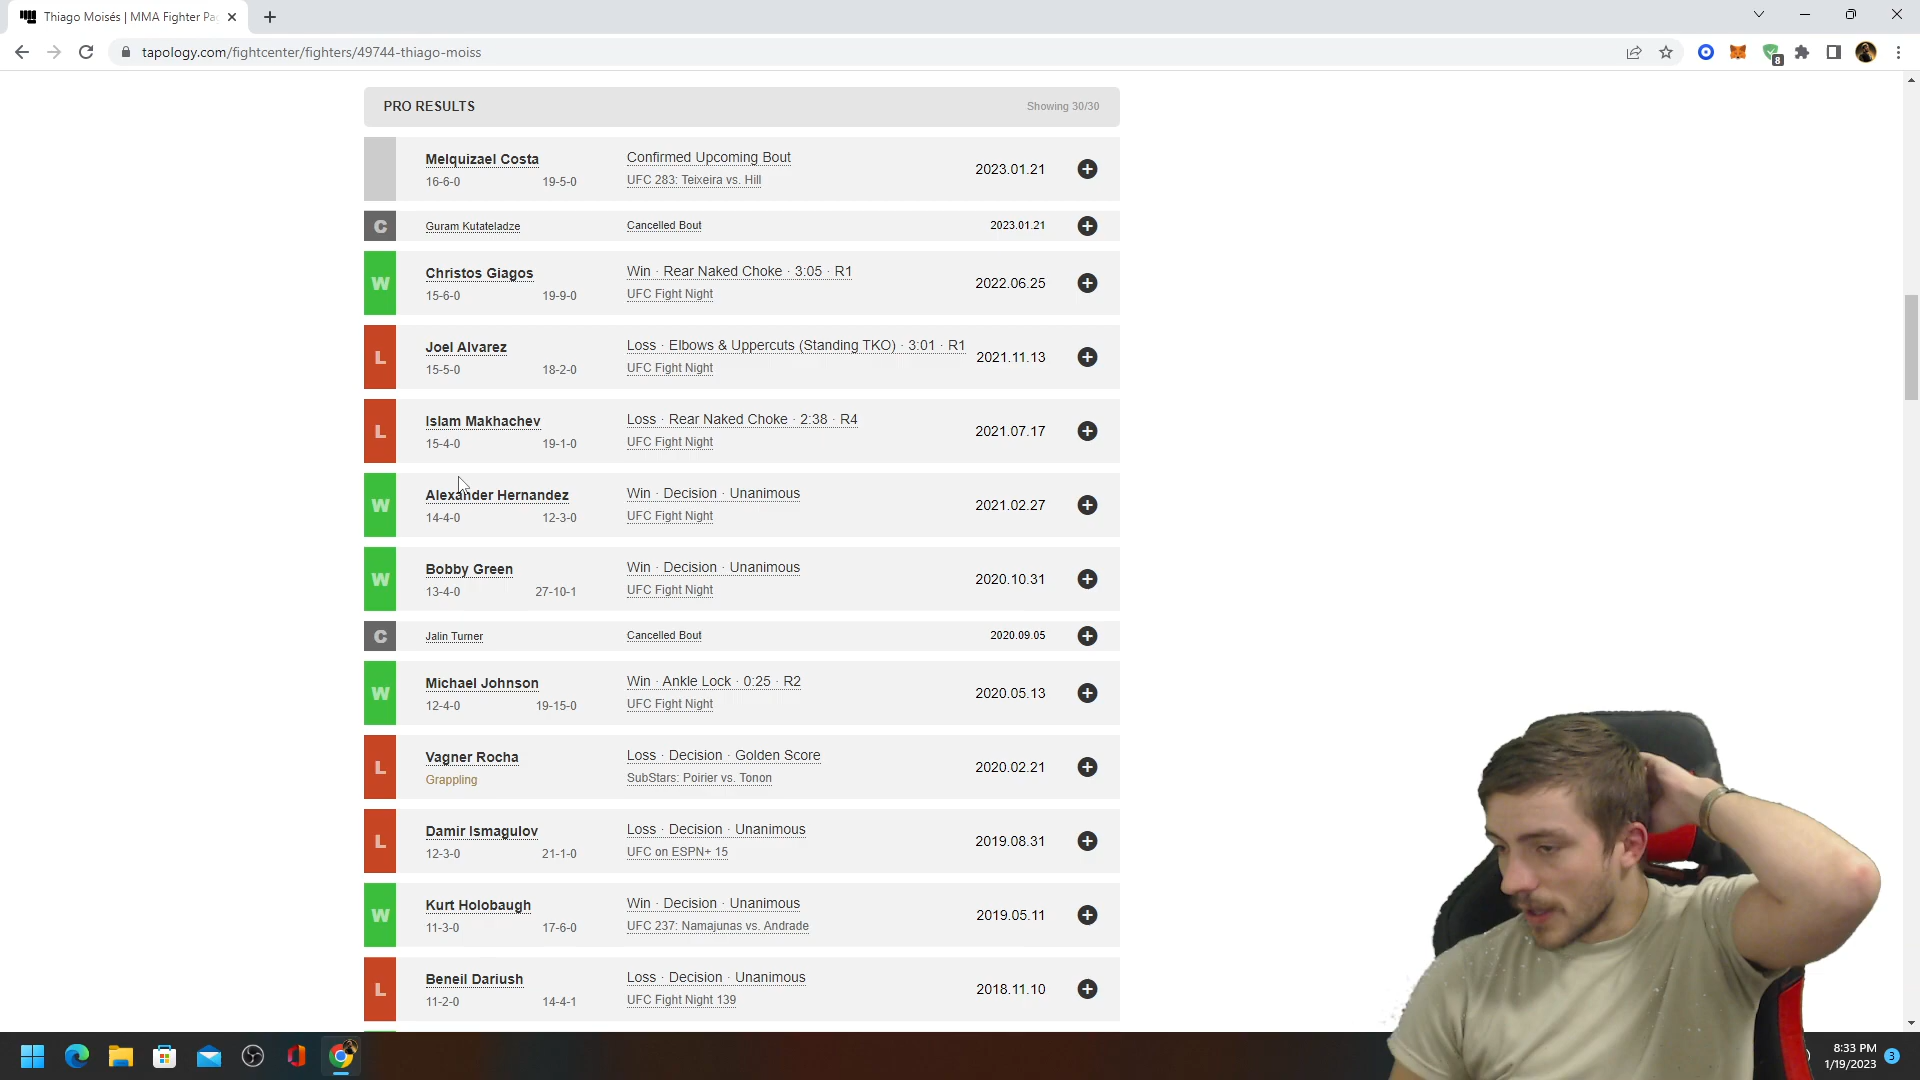 Thiago Moisés | MMA Fighter Pa
tapology.com/fightcenter/fighters/49744-thiago-moiss
8
PRO RESULTS
Showing 30/30
Melquizael Costa
Confirmed Upcoming Bout
2023.01.21
16-6-0
19-5-0
UFC 283: Teixeira vs. Hill
C
Guram Kutateladze
Cancelled Bout
2023.01.21
W
Christos Giagos
Win · Rear Naked Choke · 3:05 · R1
2022.06.25
15-6-0
19-9-0
UFC Fight Night
L
Joel Alvarez
Loss · Elbows & Uppercuts (Standing TKO) · 3:01 · R1
2021.11.13
15-5-0
18-2-0
UFC Fight Night
L
Islam Makhachev
Loss · Rear Naked Choke · 2:38 · R4
2021.07.17
15-4-0
19-1-0
UFC Fight Night
W
Alexander Hernandez
Win · Decision · Unanimous
2021.02.27
14-4-0
12-3-0
UFC Fight Night
W
Bobby Green
Win · Decision · Unanimous
2020.10.31
13-4-0
27-10-1
UFC Fight Night
C
Jalin Turner
Cancelled Bout
2020.09.05
W
Michael Johnson
Win · Ankle Lock · 0:25 · R2
2020.05.13
12-4-0
19-15-0
UFC Fight Night
L
Vagner Rocha
Loss · Decision · Golden Score
2020.02.21
Grappling
SubStars: Poirier vs. Tonon
L
Damir Ismagulov
Loss · Decision · Unanimous
2019.08.31
12-3-0
21-1-0
UFC on ESPN+ 15
W
Kurt Holobaugh
Win · Decision · Unanimous
2019.05.11
11-3-0
17-6-0
UFC 237: Namajunas vs. Andrade
L
Beneil Dariush
Loss · Decision · Unanimous
2018.11.10
11-2-0
14-4-1
UFC Fight Night 139
8:33 PM
1/19/2023
3